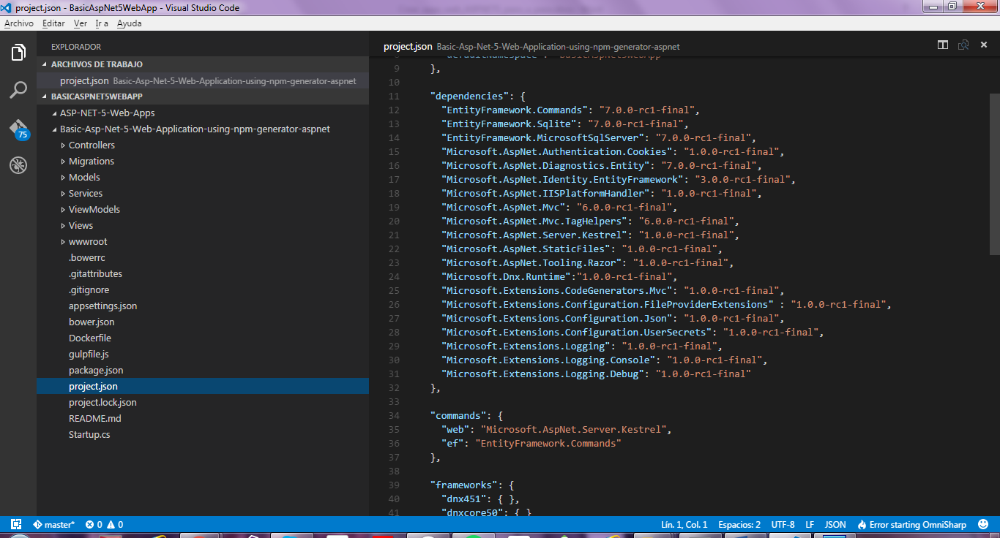 project.json - BasicAspNet5WebApp - Visual Studio Code
Archivo Editar Ver Ir a Ayuda
EXPLORADOR
ARCHIVOS DE TRABAJO
project.json Basic-Asp-Net-5-Web-Application-using-npm-generator-aspnet
BASICASPNET5WEBAPP
ASP-NET-5-Web-Apps
Basic-Asp-Net-5-Web-Application-using-npm-generator-aspnet
Controllers
Migrations
Models
Services
ViewModels
Views
wwwroot
.bowerrc
.gitattributes
.gitignore
appsettings.json
bower.json
Dockerfile
gulpfile.js
package.json
project.json
project.lock.json
README.md
Startup.cs
75
project.json Basic-Asp-Net-5-Web-Application-using-npm-generator-aspnet
8 "defaultNamespace": "BasicAspNet5WebApp"
9 },
10
11 "dependencies": {
12 "EntityFramework.Commands": "7.0.0-rc1-final",
13 "EntityFramework.Sqlite": "7.0.0-rc1-final",
14 "EntityFramework.MicrosoftSqlServer": "7.0.0-rc1-final",
15 "Microsoft.AspNet.Authentication.Cookies": "1.0.0-rc1-final",
16 "Microsoft.AspNet.Diagnostics.Entity": "7.0.0-rc1-final",
17 "Microsoft.AspNet.Identity.EntityFramework": "3.0.0-rc1-final",
18 "Microsoft.AspNet.IISPlatformHandler": "1.0.0-rc1-final",
19 "Microsoft.AspNet.Mvc": "6.0.0-rc1-final",
20 "Microsoft.AspNet.Mvc.TagHelpers": "6.0.0-rc1-final",
21 "Microsoft.AspNet.Server.Kestrel": "1.0.0-rc1-final",
22 "Microsoft.AspNet.StaticFiles": "1.0.0-rc1-final",
23 "Microsoft.AspNet.Tooling.Razor": "1.0.0-rc1-final",
24 "Microsoft.Dnx.Runtime":"1.0.0-rc1-final",
25 "Microsoft.Extensions.CodeGenerators.Mvc": "1.0.0-rc1-final",
26 "Microsoft.Extensions.Configuration.FileProviderExtensions" : "1.0.0-rc1-final",
27 "Microsoft.Extensions.Configuration.Json": "1.0.0-rc1-final",
28 "Microsoft.Extensions.Configuration.UserSecrets": "1.0.0-rc1-final",
29 "Microsoft.Extensions.Logging": "1.0.0-rc1-final",
30 "Microsoft.Extensions.Logging.Console": "1.0.0-rc1-final",
31 "Microsoft.Extensions.Logging.Debug": "1.0.0-rc1-final"
32 },
33
34 "commands": {
35 "web": "Microsoft.AspNet.Server.Kestrel",
36 "ef": "EntityFramework.Commands"
37 },
38
39 "frameworks": {
40 "dnx451": { },
41 "dnxcore50": { }
master* 0 0 Lín. 1, Col. 1 Espacios: 2 UTF-8 LF JSON Error starting OmniSharp